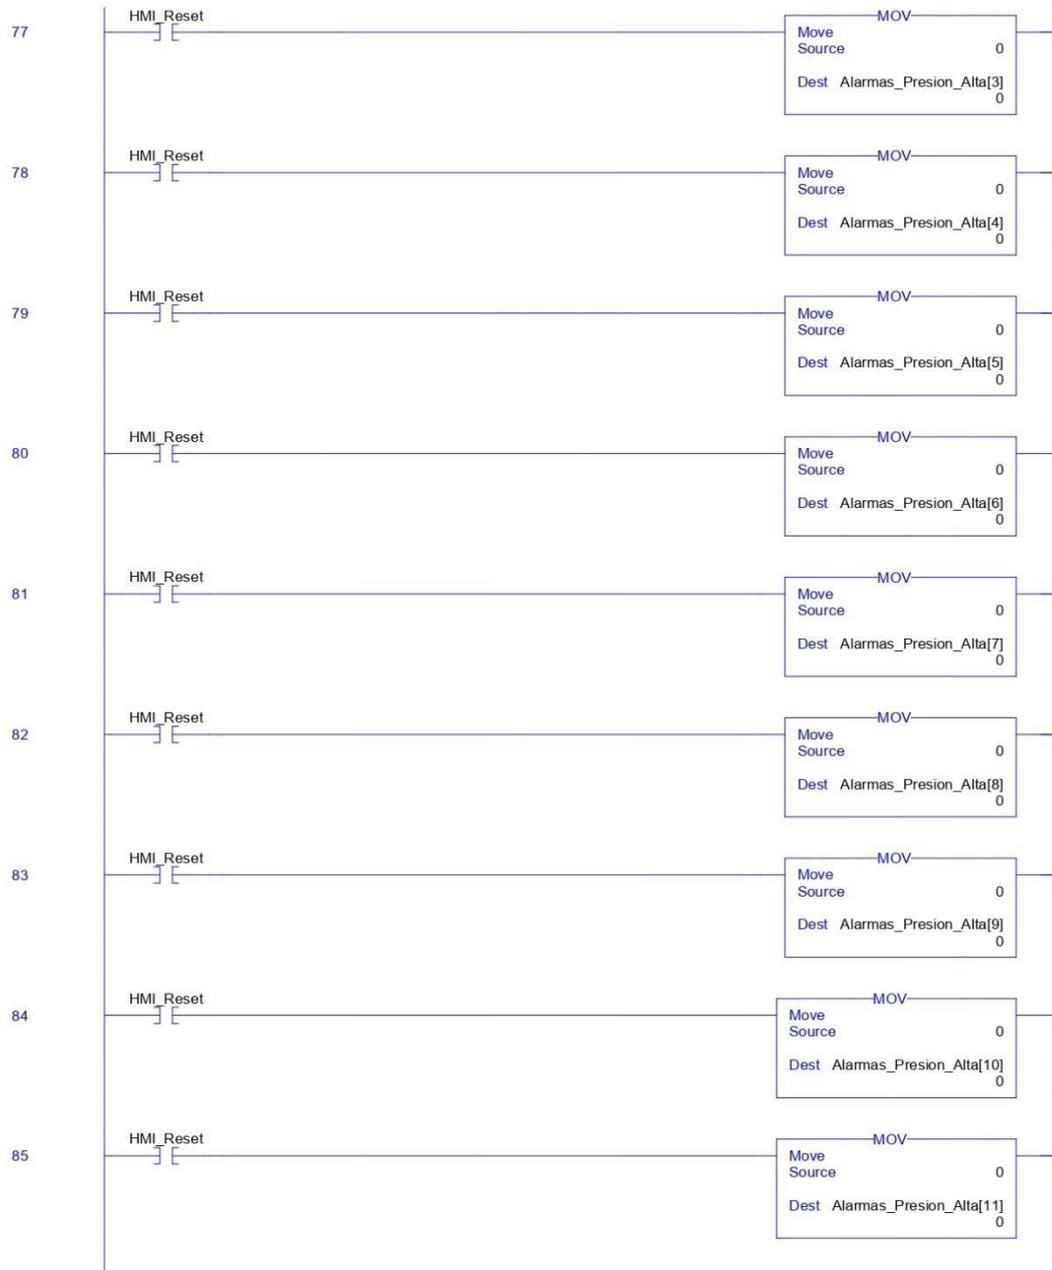 HMI_Reset
MOV
77
Move
Source 0
Dest Alarmas_Presion_Alta[3]
0
HMI_Reset
MOV
78
Move
Source 0
Dest Alarmas_Presion_Alta[4]
0
HMI_Reset
MOV
79
Move
Source 0
Dest Alarmas_Presion_Alta[5]
0
HMI_Reset
MOV
80
Move
Source 0
Dest Alarmas_Presion_Alta[6]
0
HMI_Reset
MOV
81
Move
Source 0
Dest Alarmas_Presion_Alta[7]
0
HMI_Reset
MOV
82
Move
Source 0
Dest Alarmas_Presion_Alta[8]
0
HMI_Reset
MOV
83
Move
Source 0
Dest Alarmas_Presion_Alta[9]
0
HMI_Reset
MOV
84
Move
Source 0
Dest Alarmas_Presion_Alta[10]
0
HMI_Reset
MOV
85
Move
Source 0
Dest Alarmas_Presion_Alta[11]
0